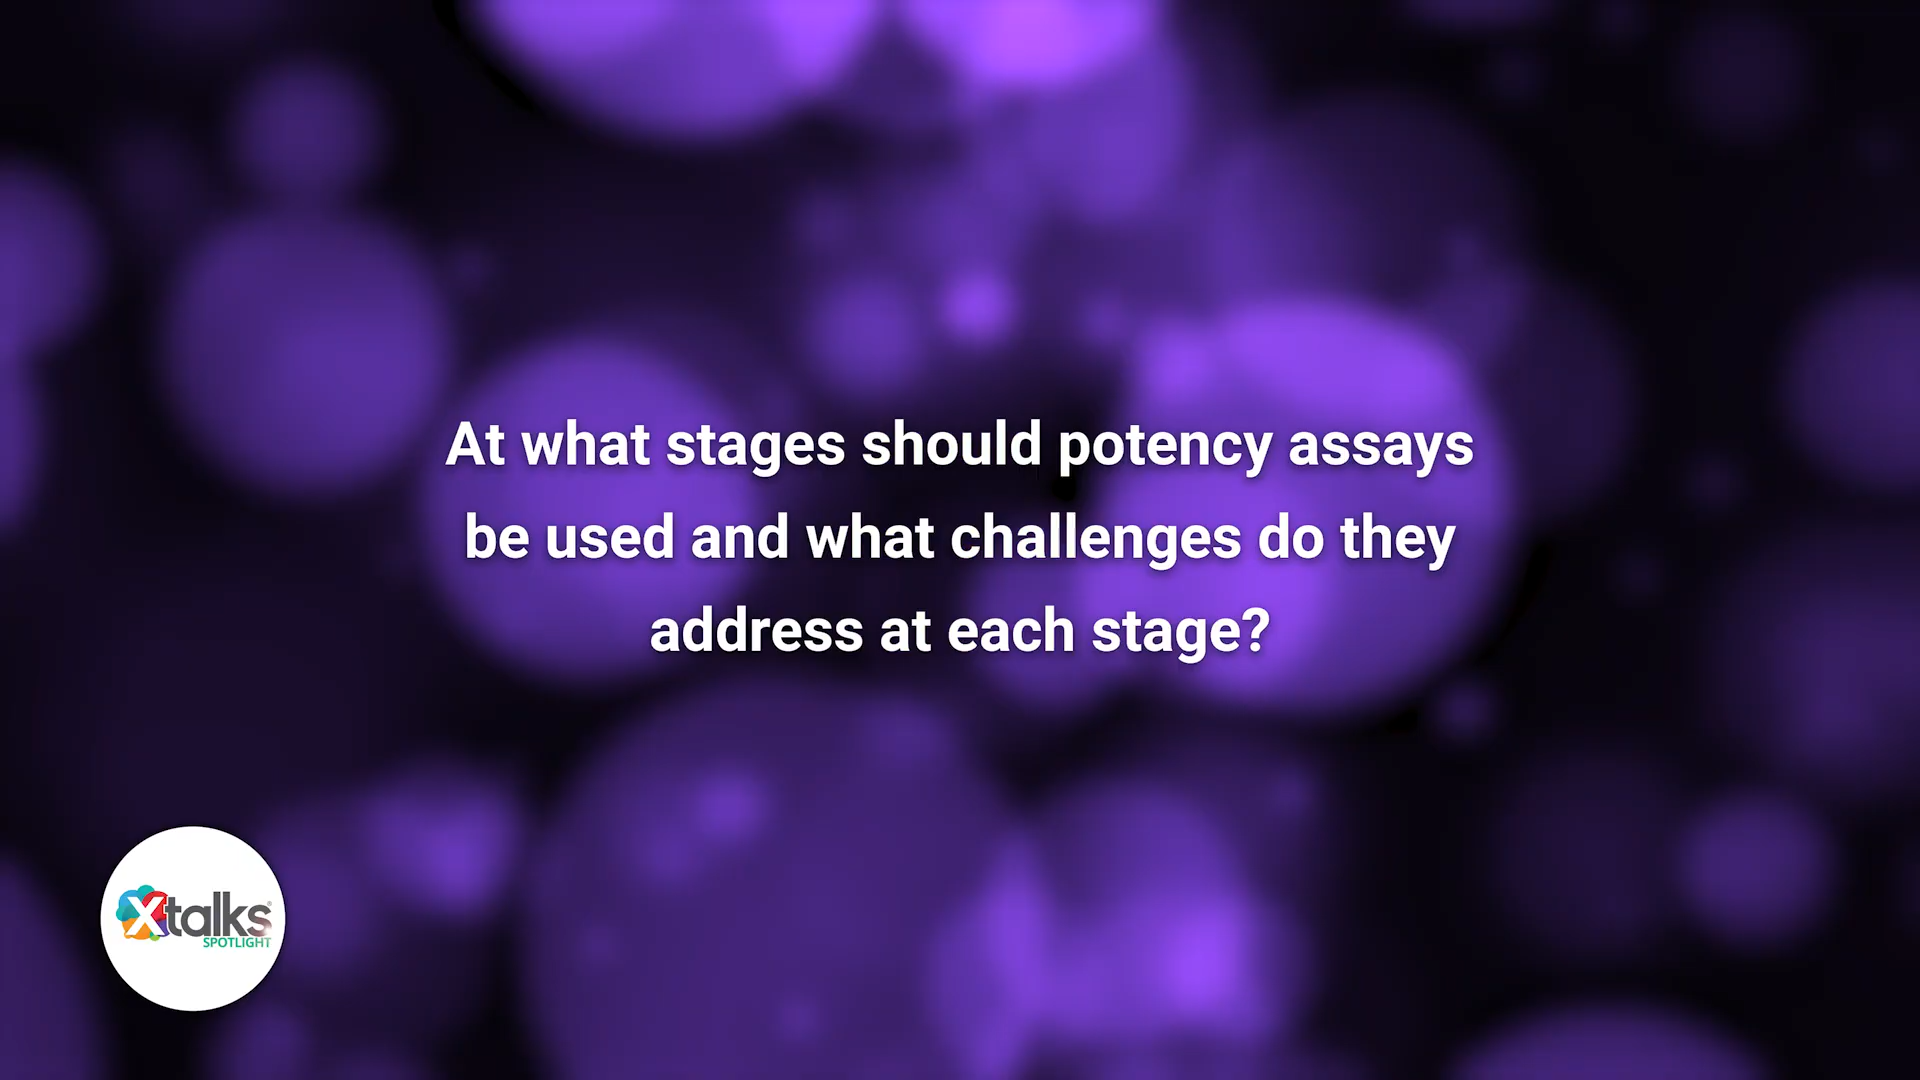 At what stages should potency assays
be used and what challenges do they
address at each stage?
Xtalks
SPOTLIGHT